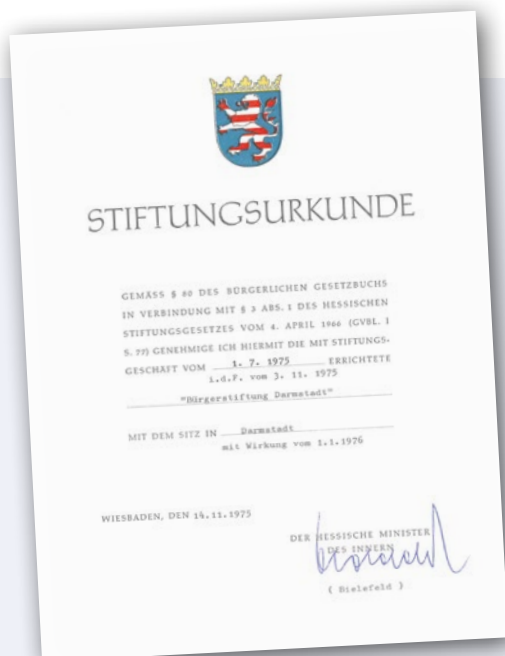 STIFTUNGSURKUNDE
GEMÄSS § 80 DES BÜRGERLICHEN GESETZBUCHS
IN VERBINDUNG MIT § 3 ABS. 1 DES HESSISCHEN
STIFTUNGSGESETZES VOM 4. APRIL 1966 (GVBL. I
S. 77) GENEHMIGE ICH HIERMIT DIE MIT STIFTUNGS-
GESCHÄFT VOM 1. 7. 1975 ERRICHTETE
i.d.F. vom 3. 11. 1975
"Bürgerstiftung Darmstadt"
MIT DEM SITZ IN Darmstadt
mit Wirkung vom 1.1.1976
WIESBADEN, DEN 14.11.1975
DER HESSISCHE MINISTER
DES INNERN
( Bielefeld )